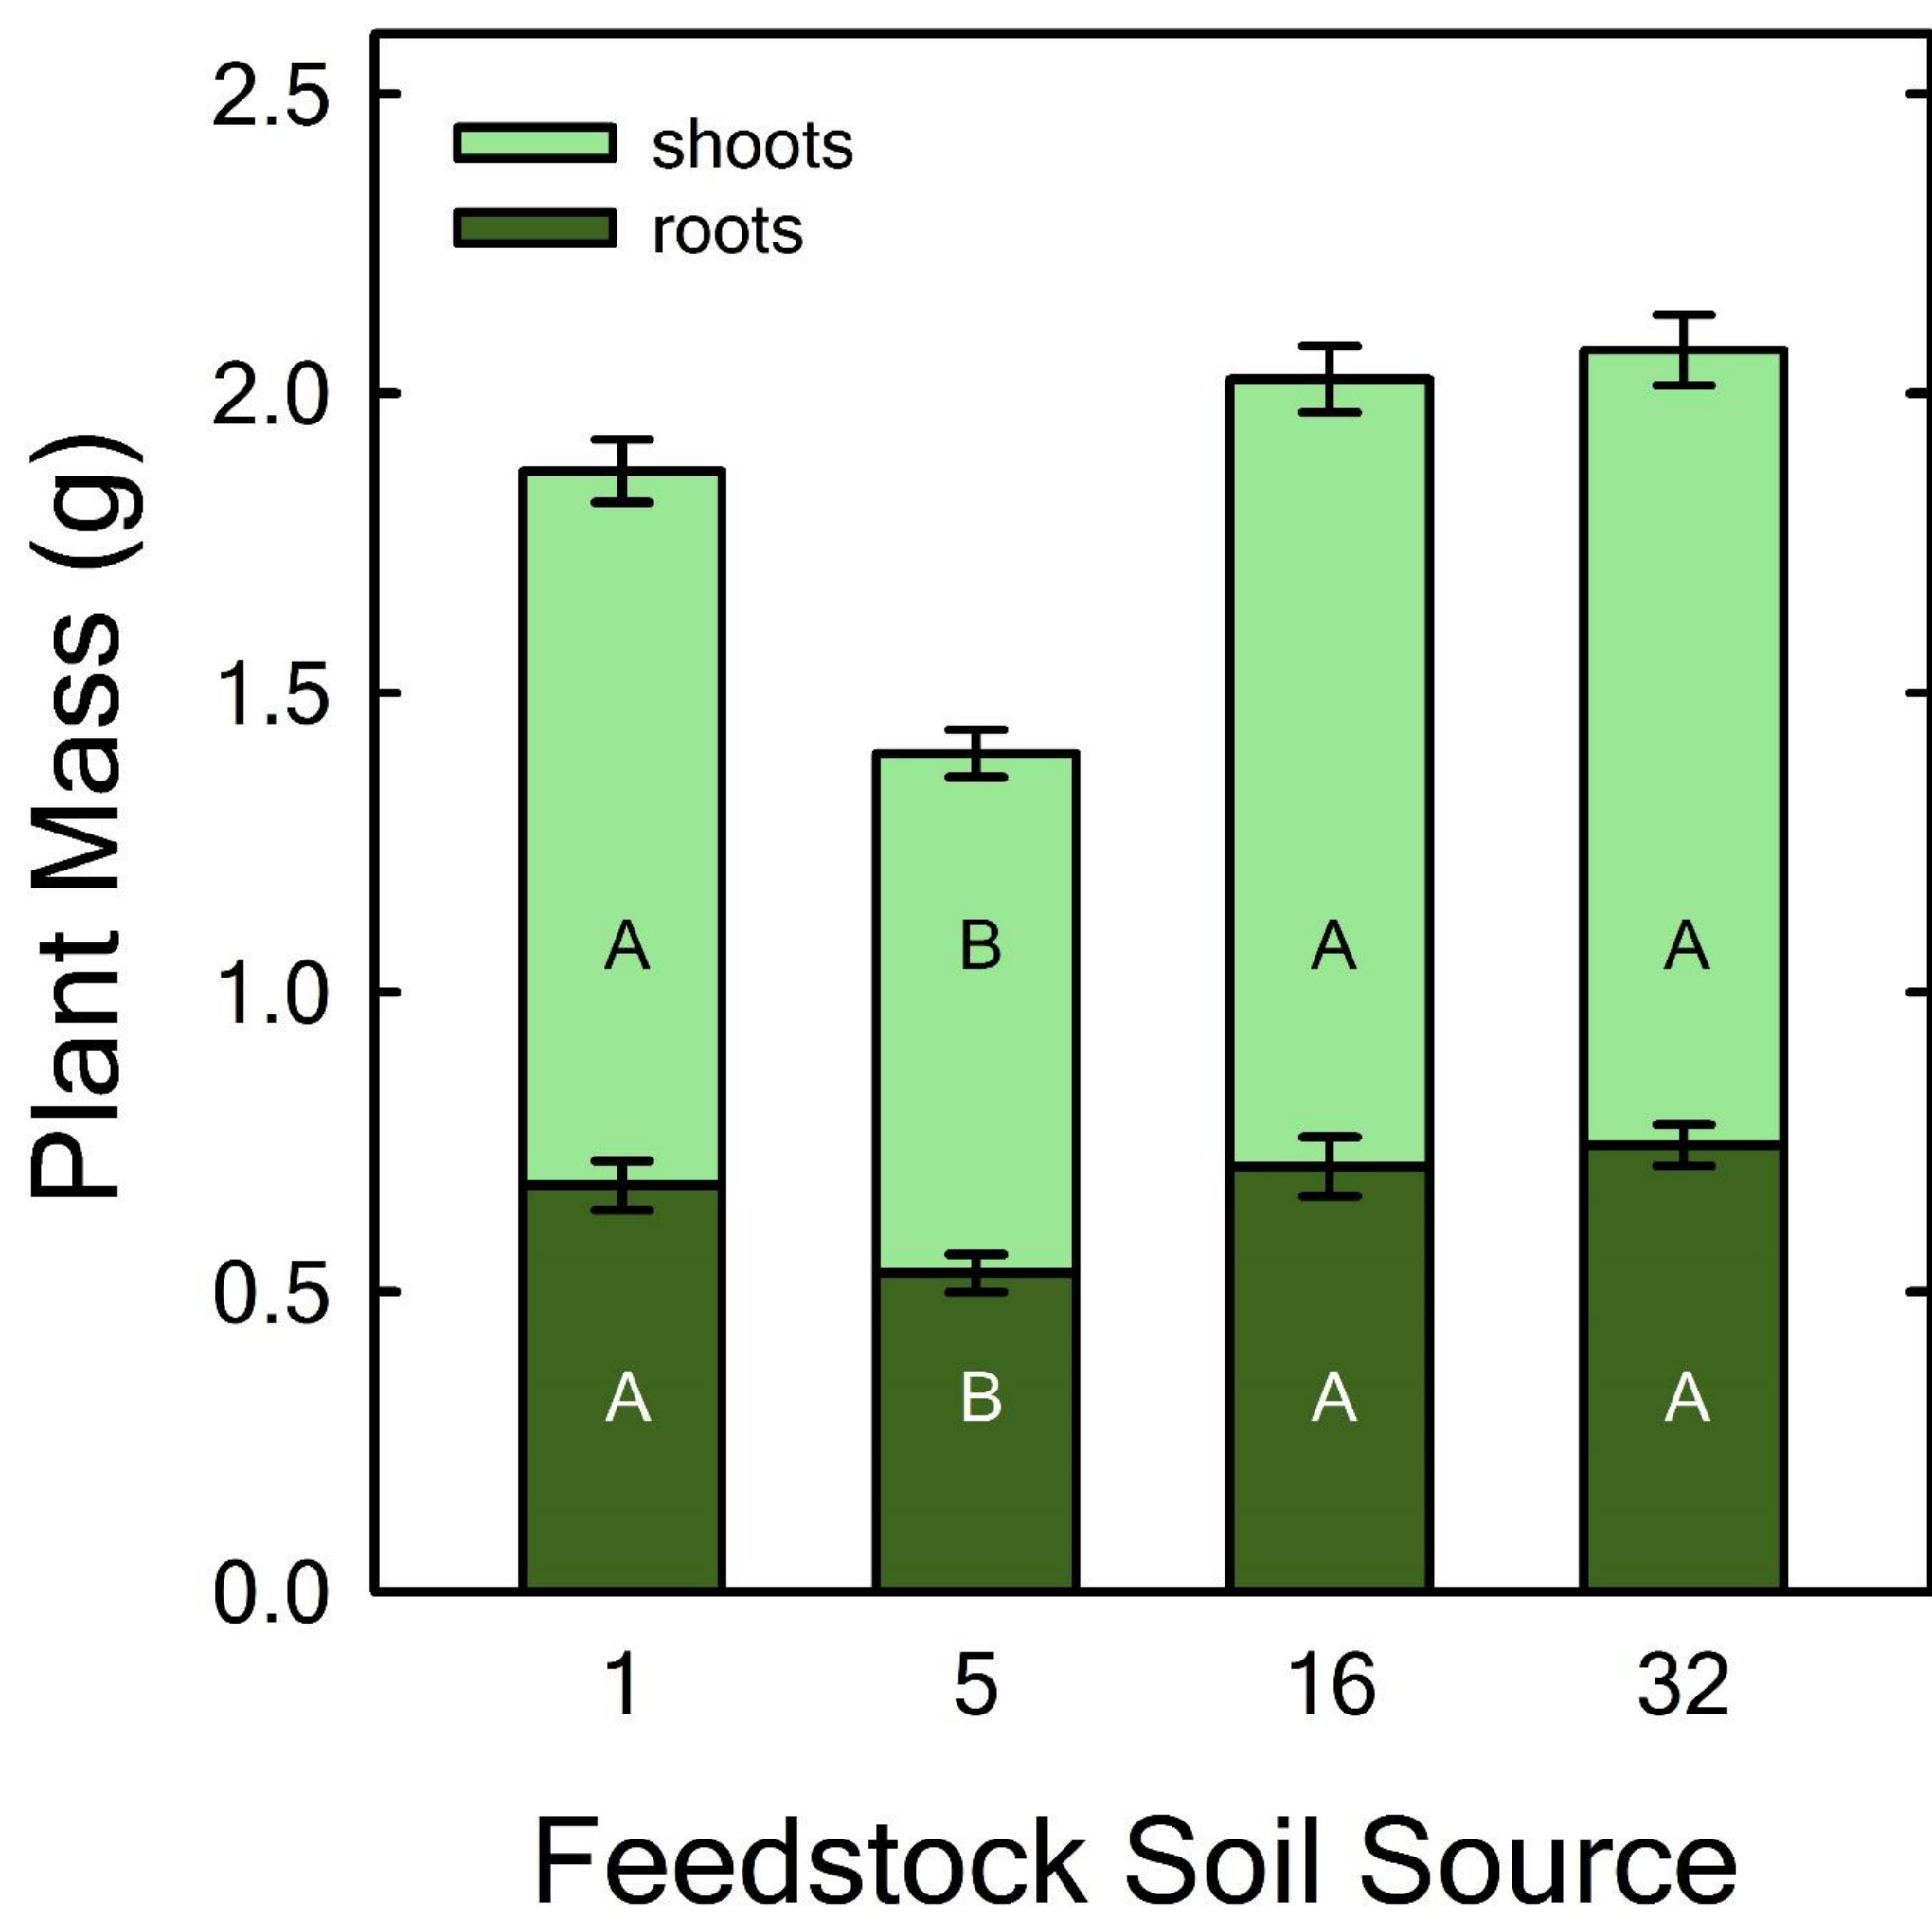 2.5
2.0
1.5
1.0
0.5
0.0
Plant Mass (g)
shoots
roots
A B A A
A B A A
1 5 16 32
Feedstock Soil Source